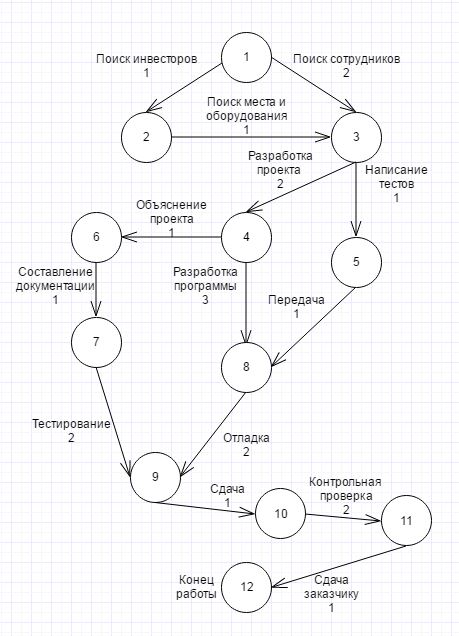 1
Поиск инвесторов
1
Поиск сотрудников
2
Поиск места и
оборудования
1
2
3
Разработка
проекта
2
Написание
тестов
1
Объяснение
проекта
1
6
4
5
Составление
документации
1
Разработка
программы
3
Передача
1
7
8
Тестирование
2
Отладка
2
9
Сдача
1
10
Контрольная
проверка
2
11
Конец
работы
12
Сдача
заказчику
1